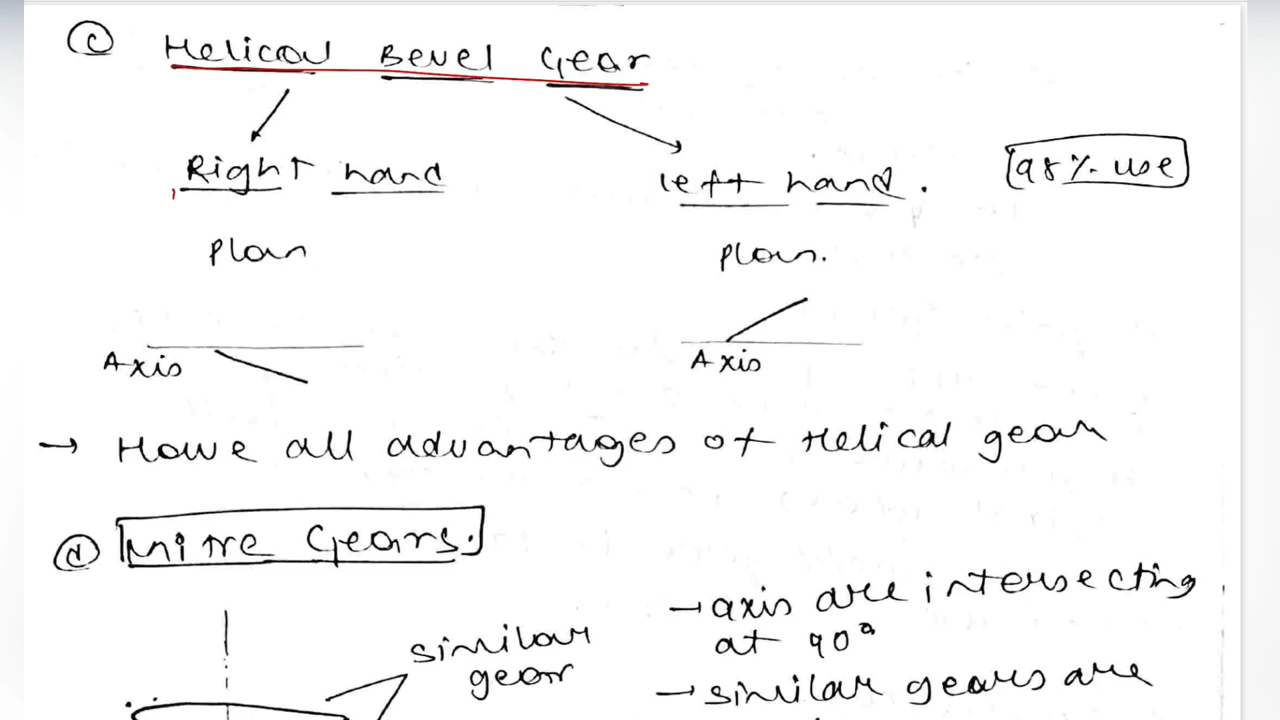 (c) Helical Bevel Gear
Right hand
left hand.
98% use
Plan
Plan.
Axis
Axis
→ Have all advantages of Helical gear
(d) Mitre Gears.
→ axis are intersecting
at 90°
similar
gear
→ similar gears are